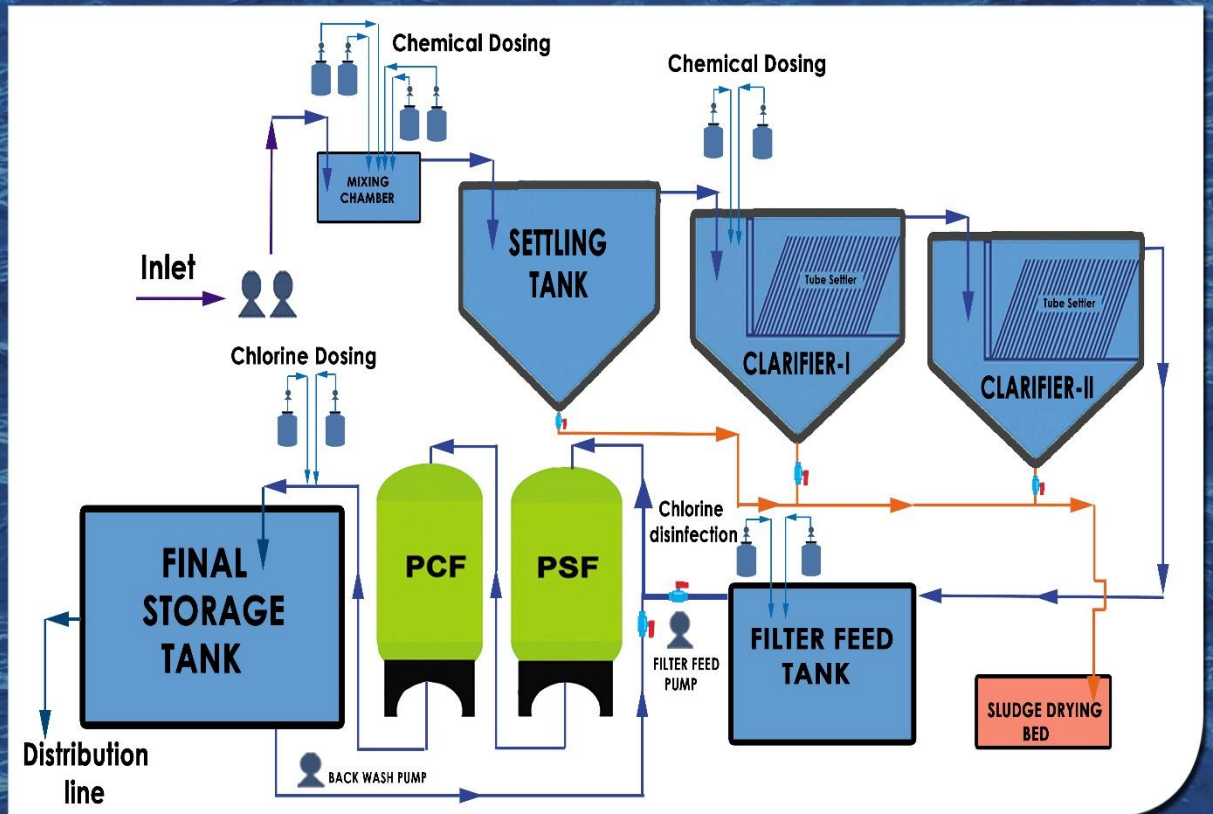 Chemical Dosing
Chemical Dosing
MIXING
CHAMBER
SETTLING
TANK
Tube Settler
Tube Settler
Inlet
CLARIFIER-I
CLARIFIER-II
Chlorine Dosing
Chlorine
disinfection
PCF
PSF
FINAL
STORAGE
TANK
FILTER FEED
PUMP
FILTER FEED
TANK
SLUDGE DRYING
BED
Distribution
line
BACK WASH PUMP